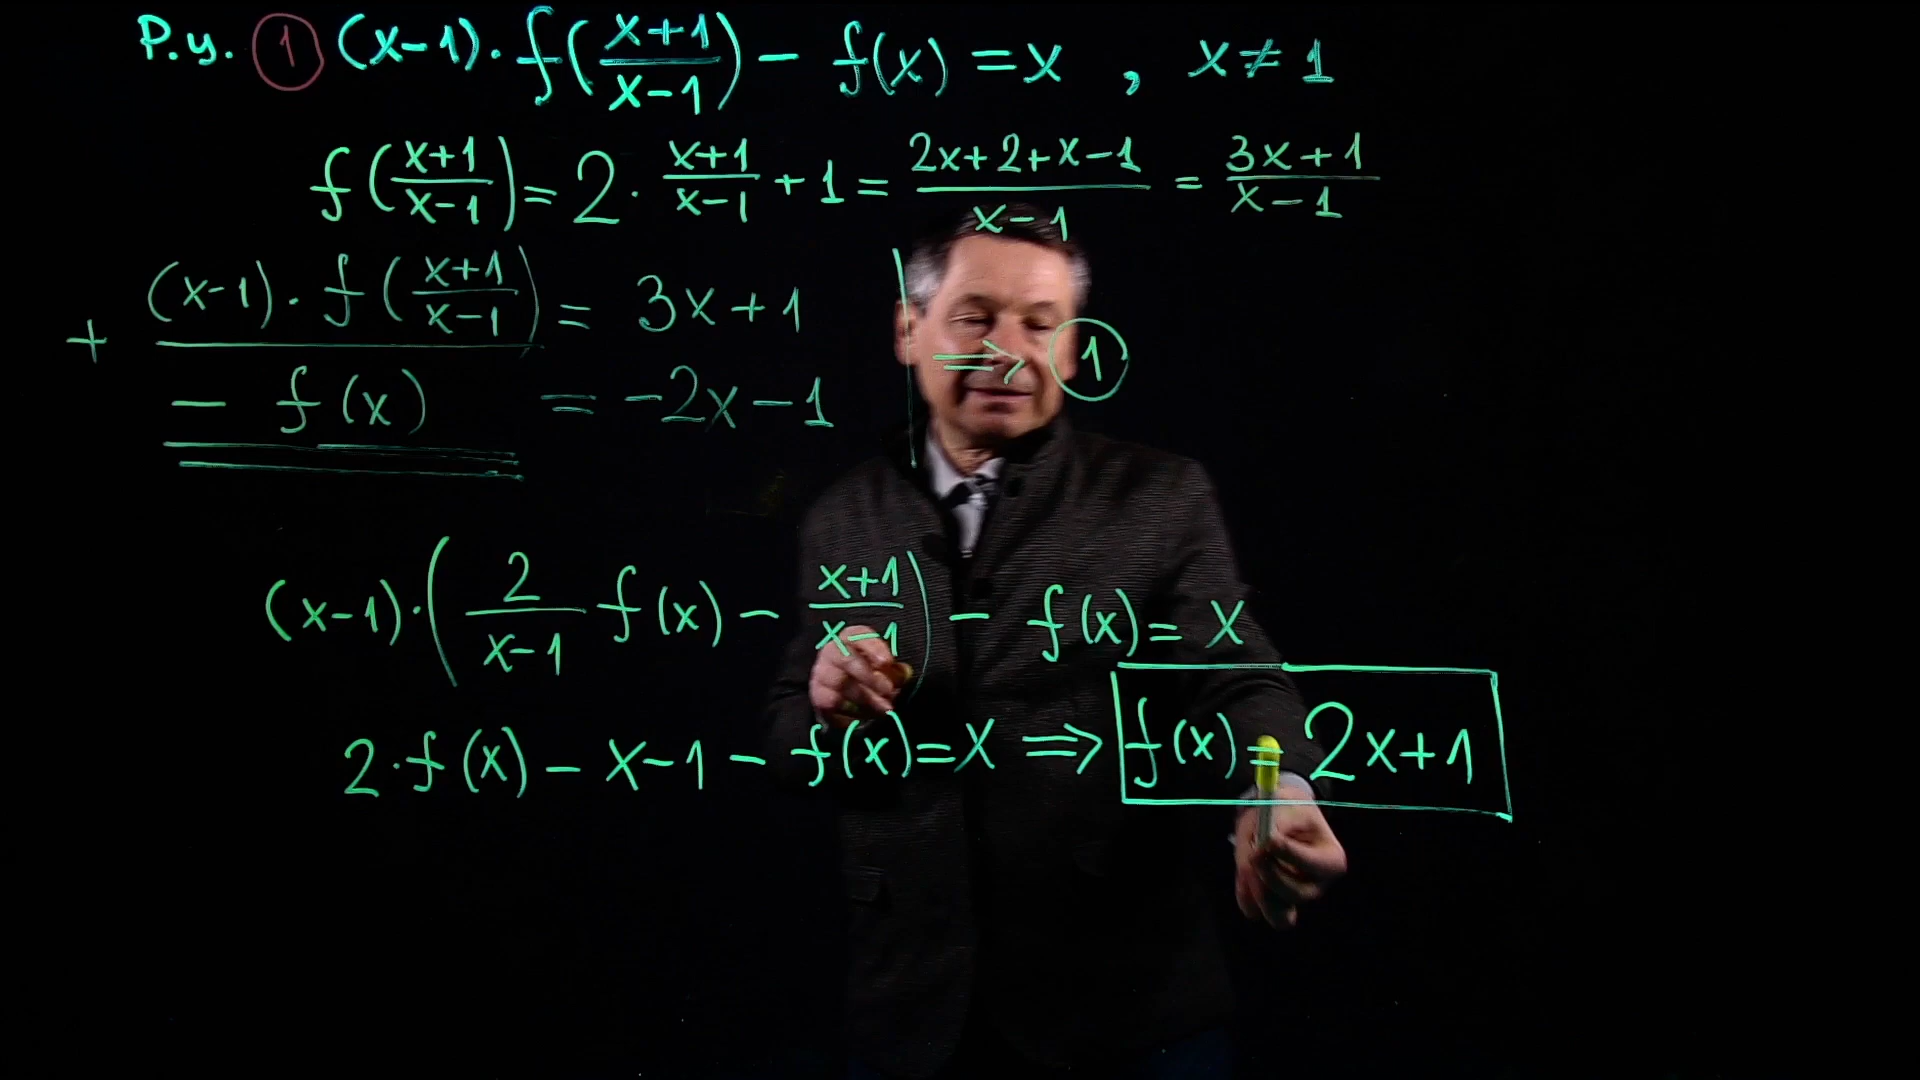 P.y. ① (x-1)·f((x+1)/(x-1)) - f(x) = x , x ≠ 1
f((x+1)/(x-1)) = 2·(x+1)/(x-1) + 1 = (2x+2+x-1)/(x-1) = (3x+1)/(x-1)
(x-1)·f((x+1)/(x-1)) = 3x+1
+ ⇒ ①
- f(x) = -2x-1
(x-1)·(2/(x-1) f(x) - (x+1)/(x-1)) - f(x) = x
2·f(x) - x-1 - f(x) = x ⇒ f(x) = 2x+1